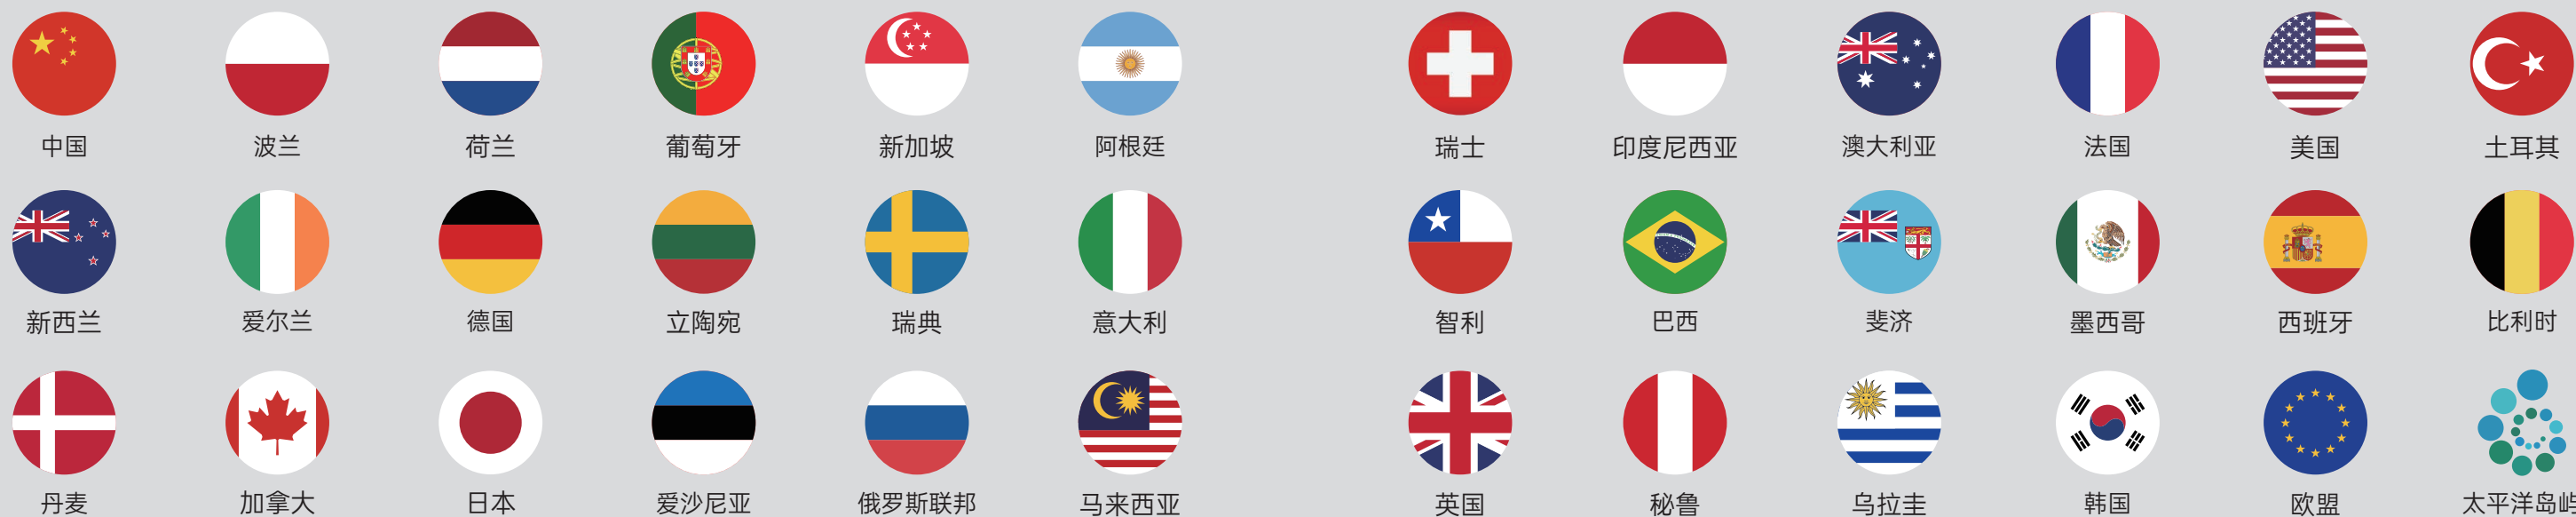 中国 波兰 荷兰 葡萄牙 新加坡 阿根廷 瑞士 印度尼西亚 澳大利亚 法国 美国 土耳其
新西兰 爱尔兰 德国 立陶宛 瑞典 意大利 智利 巴西 斐济 墨西哥 西班牙 比利时
丹麦 加拿大 日本 爱沙尼亚 俄罗斯联邦 马来西亚 英国 秘鲁 乌拉圭 韩国 欧盟 太平洋岛屿